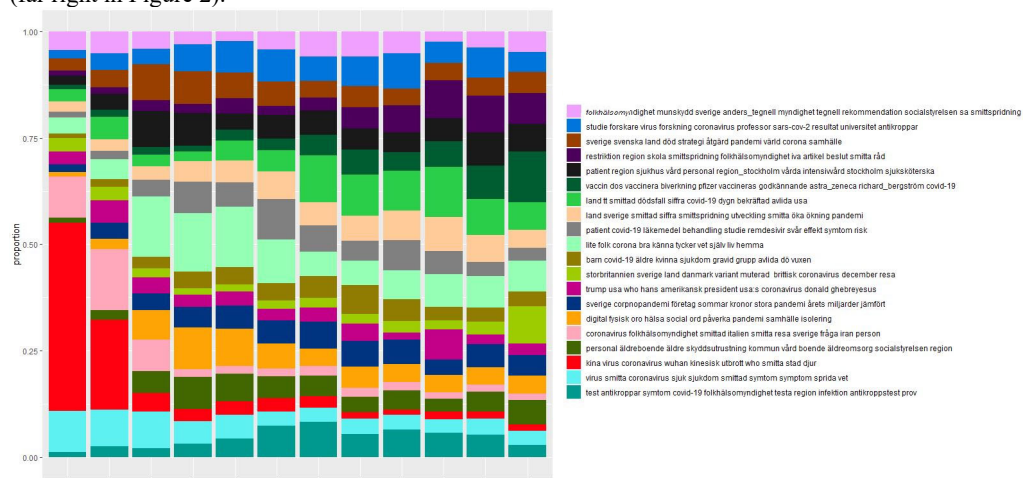 (far right in Figure 2).
1.00
0.75
0.50
0.25
0.00
proportion
folkhälsomyndighet munskydd sverige anders_tegnell myndighet tegnell rekommendation socialstyrelsen sa smittspridning
studie forskare virus forskning coronavirus professor sars-cov-2 resultat universitet antikroppar
sverige svenska land död strategi åtgärd pandemi värld corona samhälle
restriktion region skola smittspridning folkhälsomyndighet iva artikel beslut smitta råd
patient region sjukhus vård personal region_stockholm vårda intensivvård stockholm sjuksköterska
vaccin dos vaccinera biverkning pfizer vaccineras godkännande astra_zeneca richard_bergström covid-19
land tt smittad dödsfall siffra covid-19 dygn bekräftad avlida usa
land sverige smittad siffra smittspridning utveckling smitta öka ökning pandemi
patient covid-19 läkemedel behandling studie remdesivir svår effekt symtom risk
lite folk corona bra känna tycker vet själv liv hemma
barn covid-19 äldre kvinna sjukdom gravid grupp avlida dö vuxen
storbritannien sverige land danmark variant muterad brittisk coronavirus december resa
trump usa who hans amerikansk president usa:s coronavirus donald ghebreyesus
sverige corpnopandemi företag sommar kronor stora pandemi årets miljarder jämfört
digital fysisk oro hälsa social ord påverka pandemi samhälle isolering
coronavirus folkhälsomyndighet smittad italien smitta resa sverige fråga iran person
personal äldreboende äldre skyddsutrustning kommun vård boende äldreomsorg socialstyrelsen region
kina virus coronavirus wuhan kinesisk utbrott who smitta stad djur
virus smitta coronavirus sjuk sjukdom smittad symtom symptom sprida vet
test antikroppar symtom covid-19 folkhälsomyndighet testa region infektion antikroppstest prov